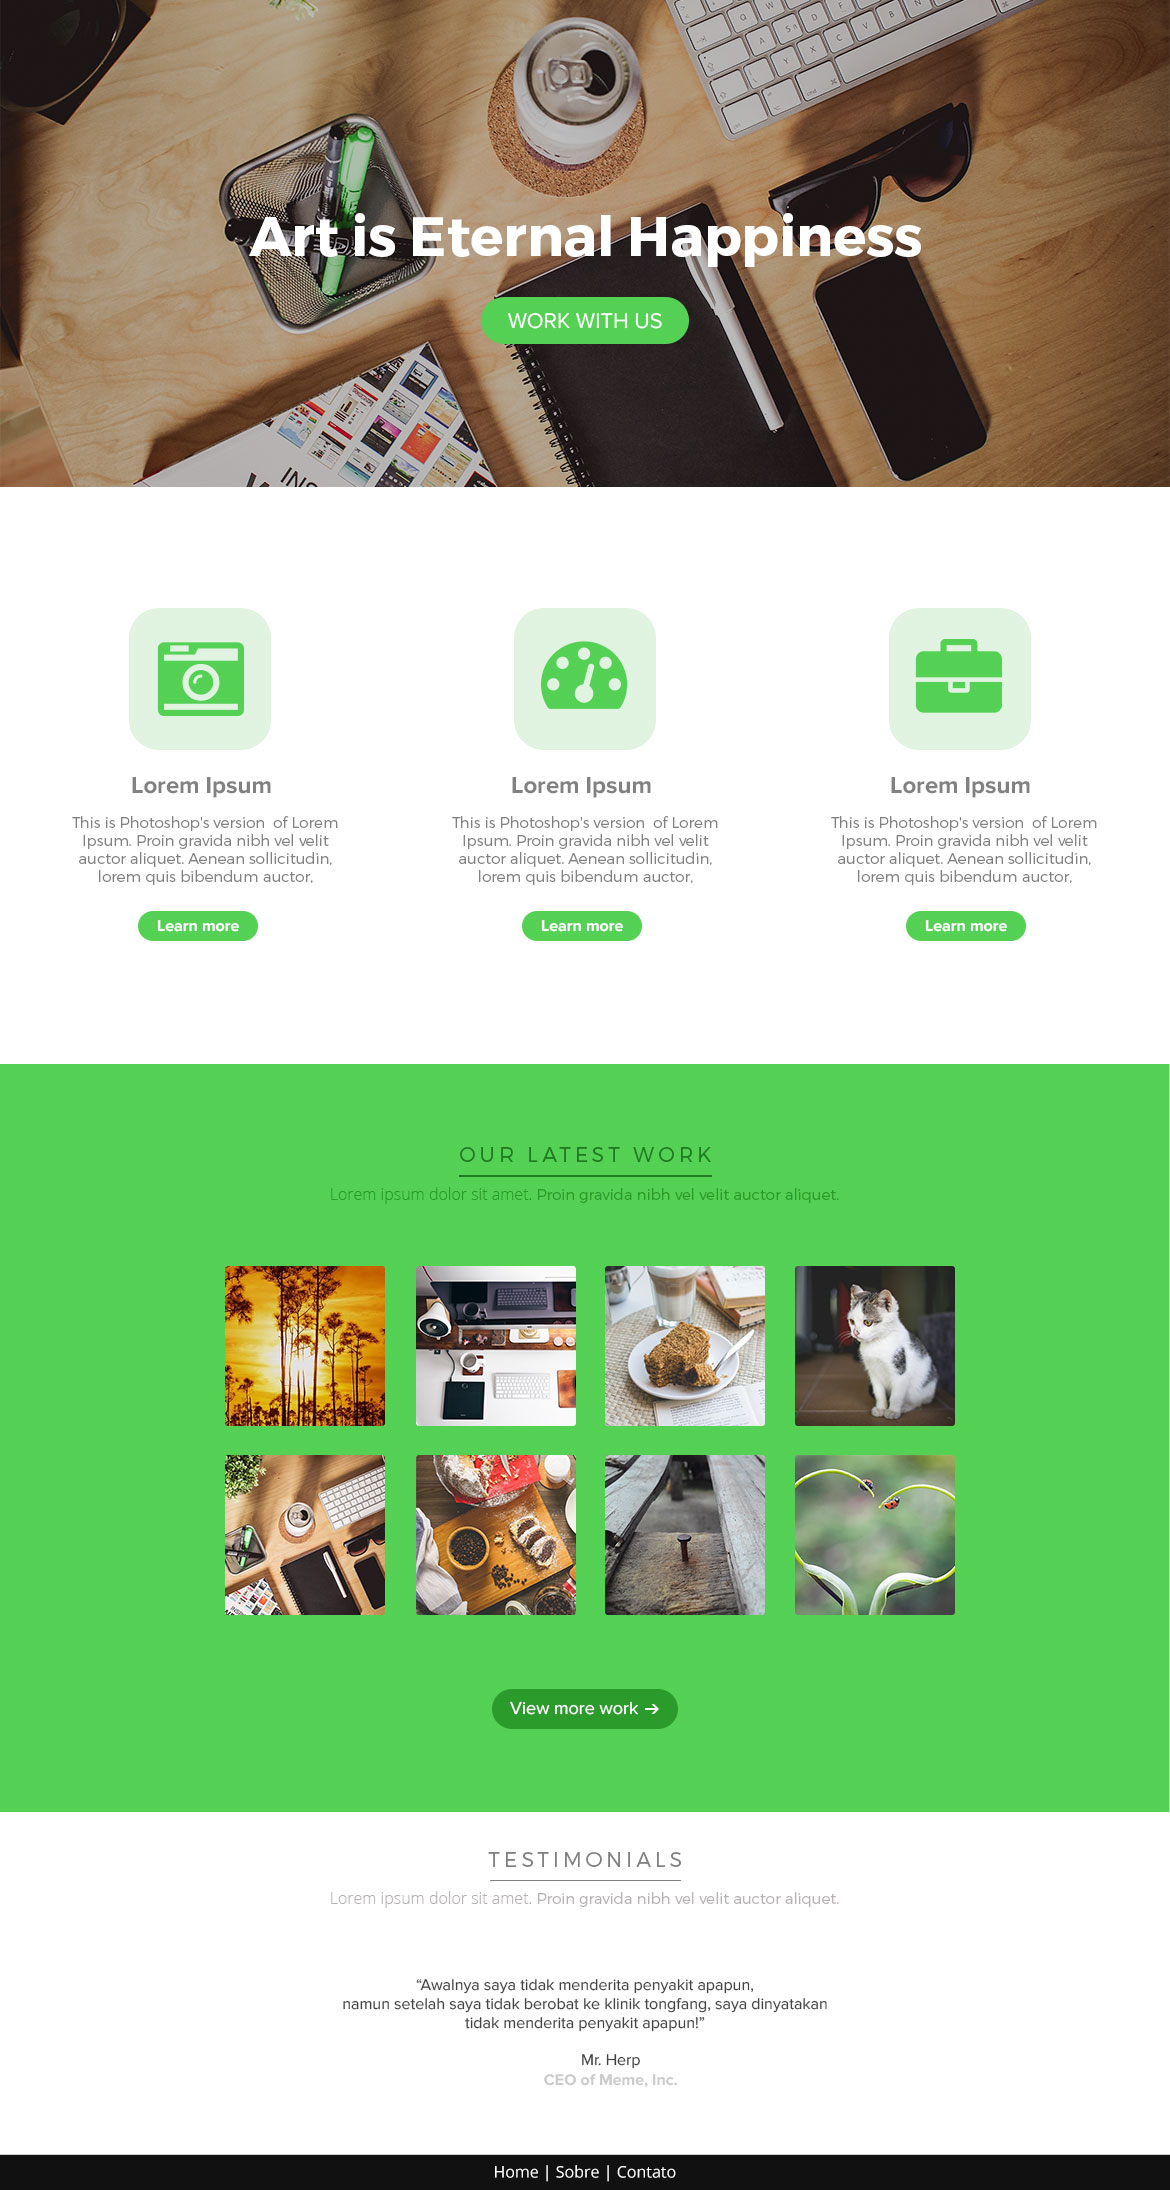 Art is Eternal Happiness
WORK WITH US
INS
Lorem Ipsum
This is Photoshop's version  of Lorem
Ipsum. Proin gravida nibh vel velit
auctor aliquet. Aenean sollicitudin,
lorem quis bibendum auctor,
Learn more
Lorem Ipsum
This is Photoshop's version  of Lorem
Ipsum. Proin gravida nibh vel velit
auctor aliquet. Aenean sollicitudin,
lorem quis bibendum auctor,
Learn more
Lorem Ipsum
This is Photoshop's version  of Lorem
Ipsum. Proin gravida nibh vel velit
auctor aliquet. Aenean sollicitudin,
lorem quis bibendum auctor,
Learn more
OUR LATEST WORK
Lorem ipsum dolor sit amet. Proin gravida nibh vel velit auctor aliquet.
View more work →
TESTIMONIALS
Lorem ipsum dolor sit amet. Proin gravida nibh vel velit auctor aliquet.
“Awalnya saya tidak menderita penyakit apapun,
namun setelah saya tidak berobat ke klinik tongfang, saya dinyatakan
tidak menderita penyakit apapun!”
Mr. Herp
CEO of Meme, Inc.
Home | Sobre | Contato